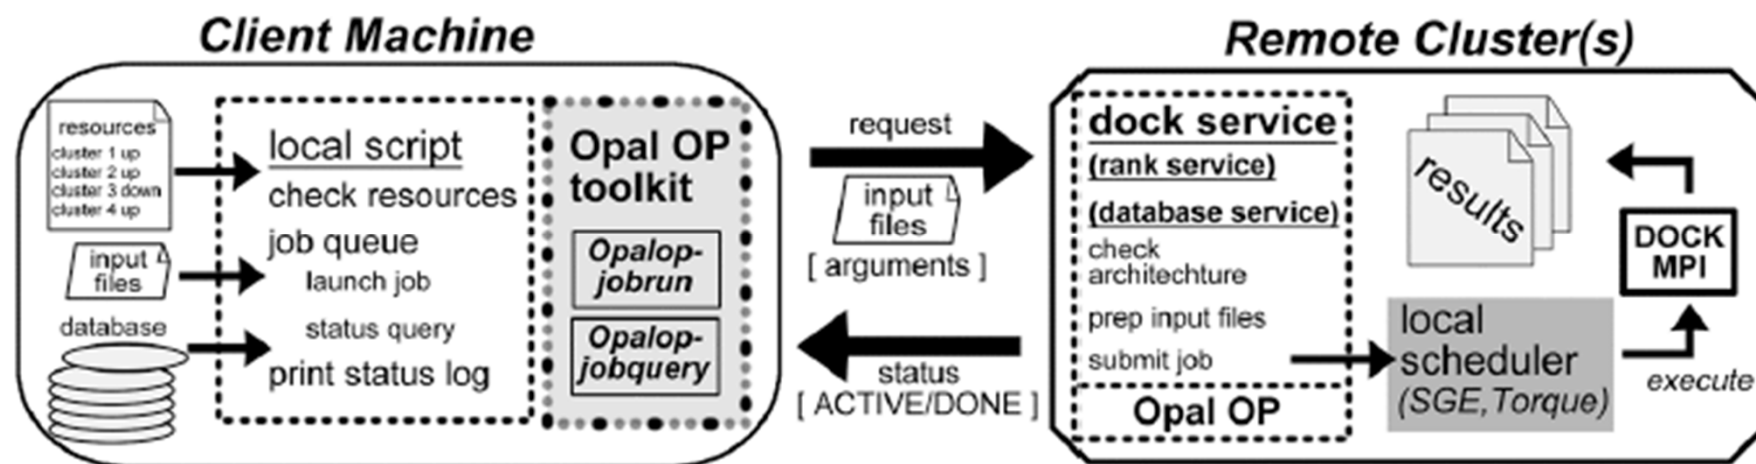 Client Machine
resources
cluster 1 up
cluster 2 up
cluster 3 down
cluster 4 up
input
files
database
local script
check resources
job queue
launch job
status query
print status log
Opal OP
toolkit
Opalop-
jobrun
Opalop-
jobquery
request
input
files
[ arguments ]
status
[ ACTIVE/DONE ]
Remote Cluster(s)
dock service
(rank service)
(database service)
check
architechture
prep input files
submit job
Opal OP
results
DOCK
MPI
local
scheduler
(SGE,Torque)
execute